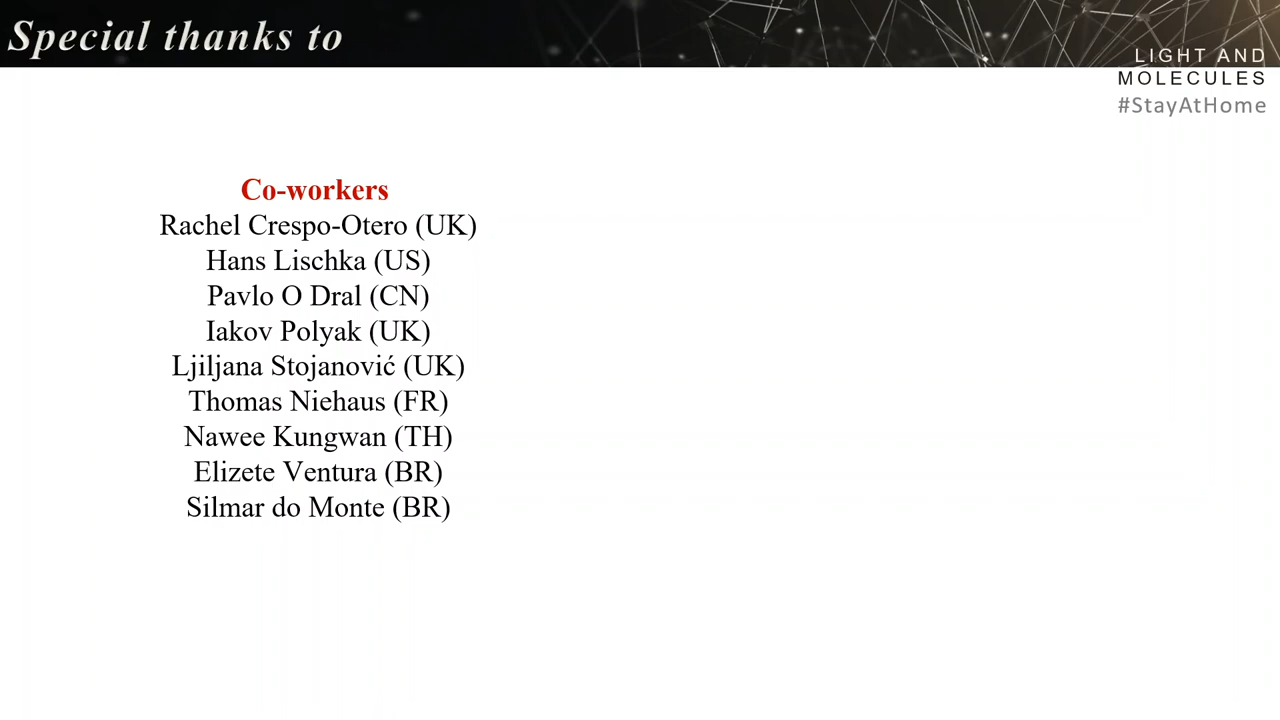 Special thanks to
LIGHT AND
MOLECULES
#StayAtHome
Co-workers
Rachel Crespo-Otero (UK)
Hans Lischka (US)
Pavlo O Dral (CN)
Iakov Polyak (UK)
Ljiljana Stojanović (UK)
Thomas Niehaus (FR)
Nawee Kungwan (TH)
Elizete Ventura (BR)
Silmar do Monte (BR)